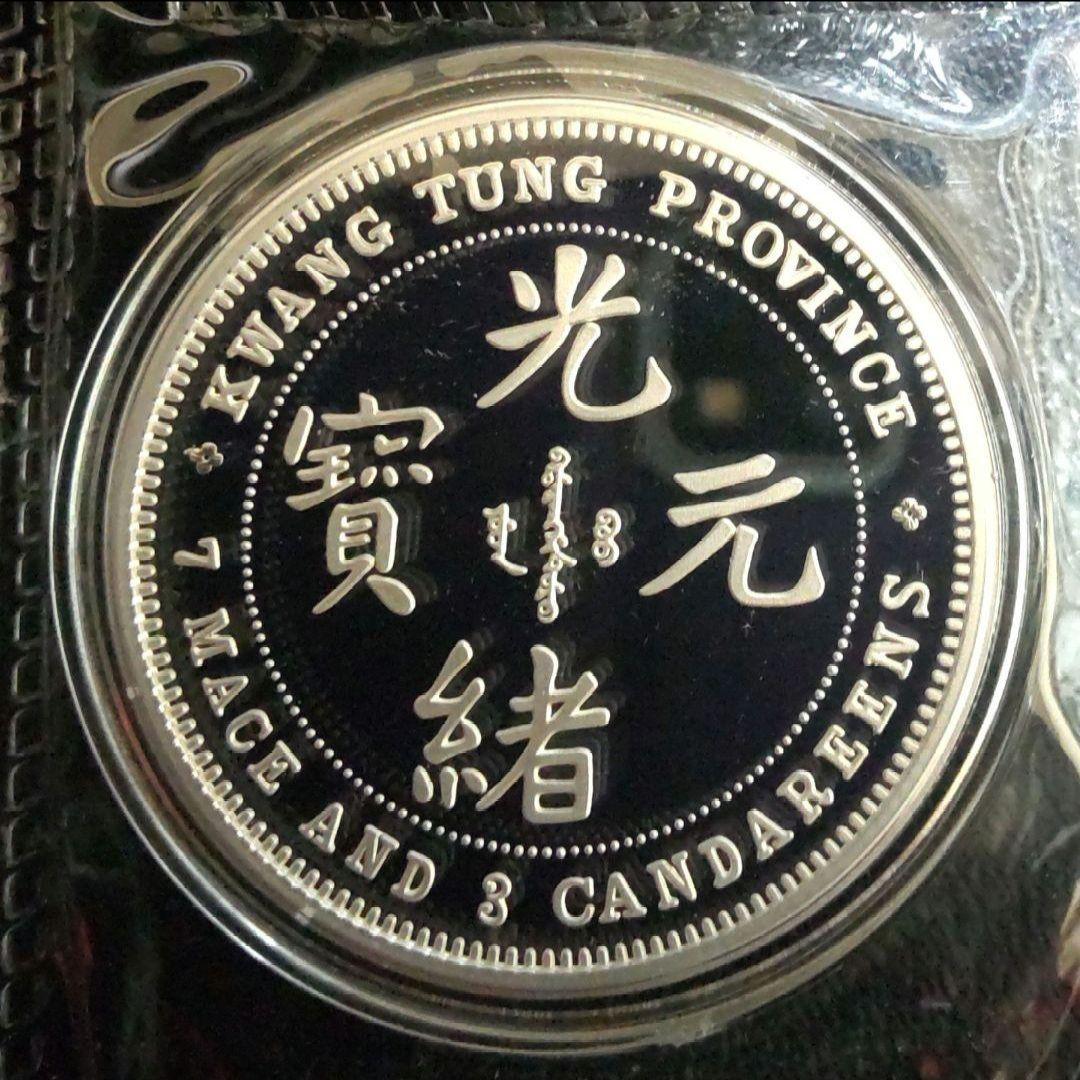 KWANG TUNG PROVINCE
光緒元寶
7 MACE AND 3 CANDAREENS